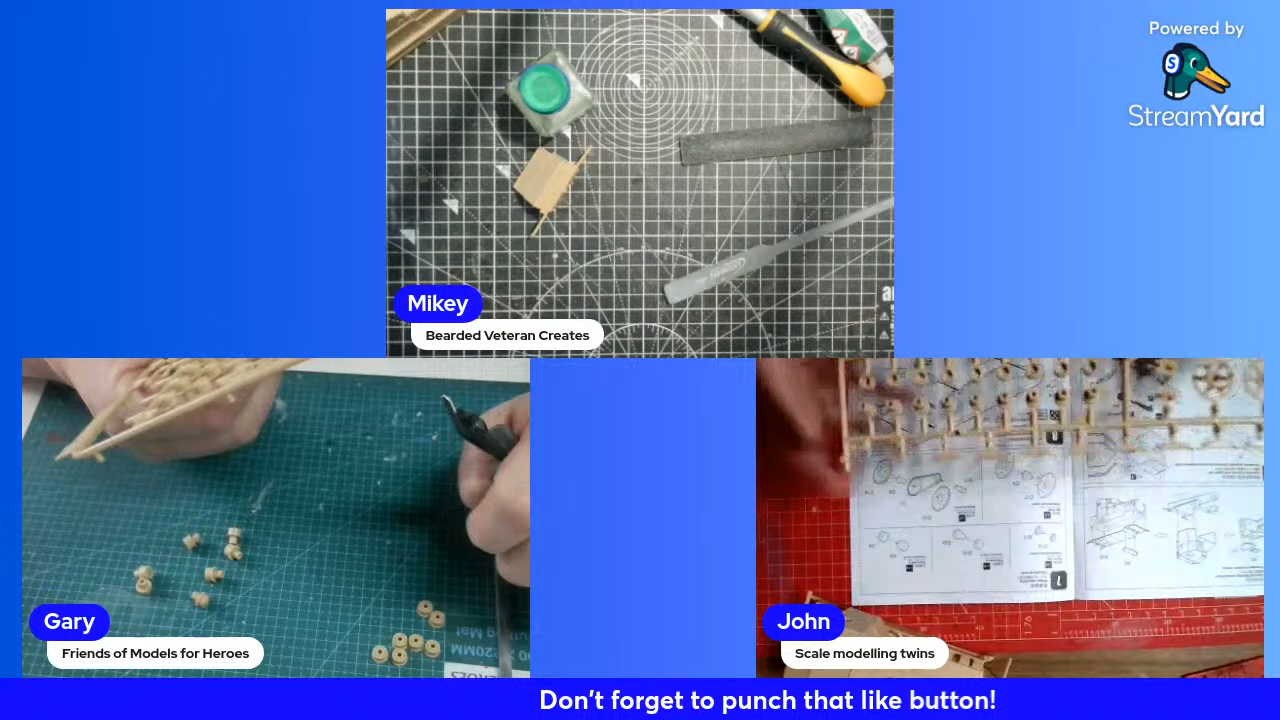 Powered by
StreamYard
Mikey
Bearded Veteran Creates
Gary
Friends of Models for Heroes
John
Scale modelling twins
Don't forget to punch that like button!